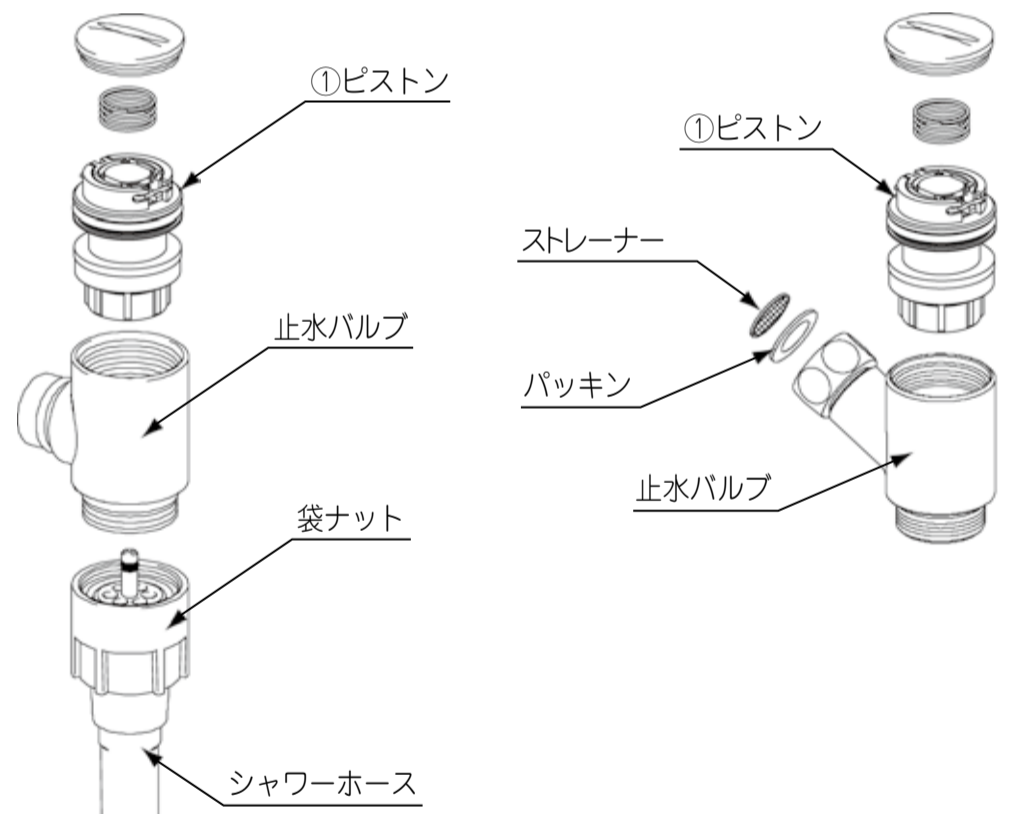 ①ピストン
止水バルブ
袋ナット
シャワーホース
①ピストン
ストレーナー
パッキン
止水バルブ